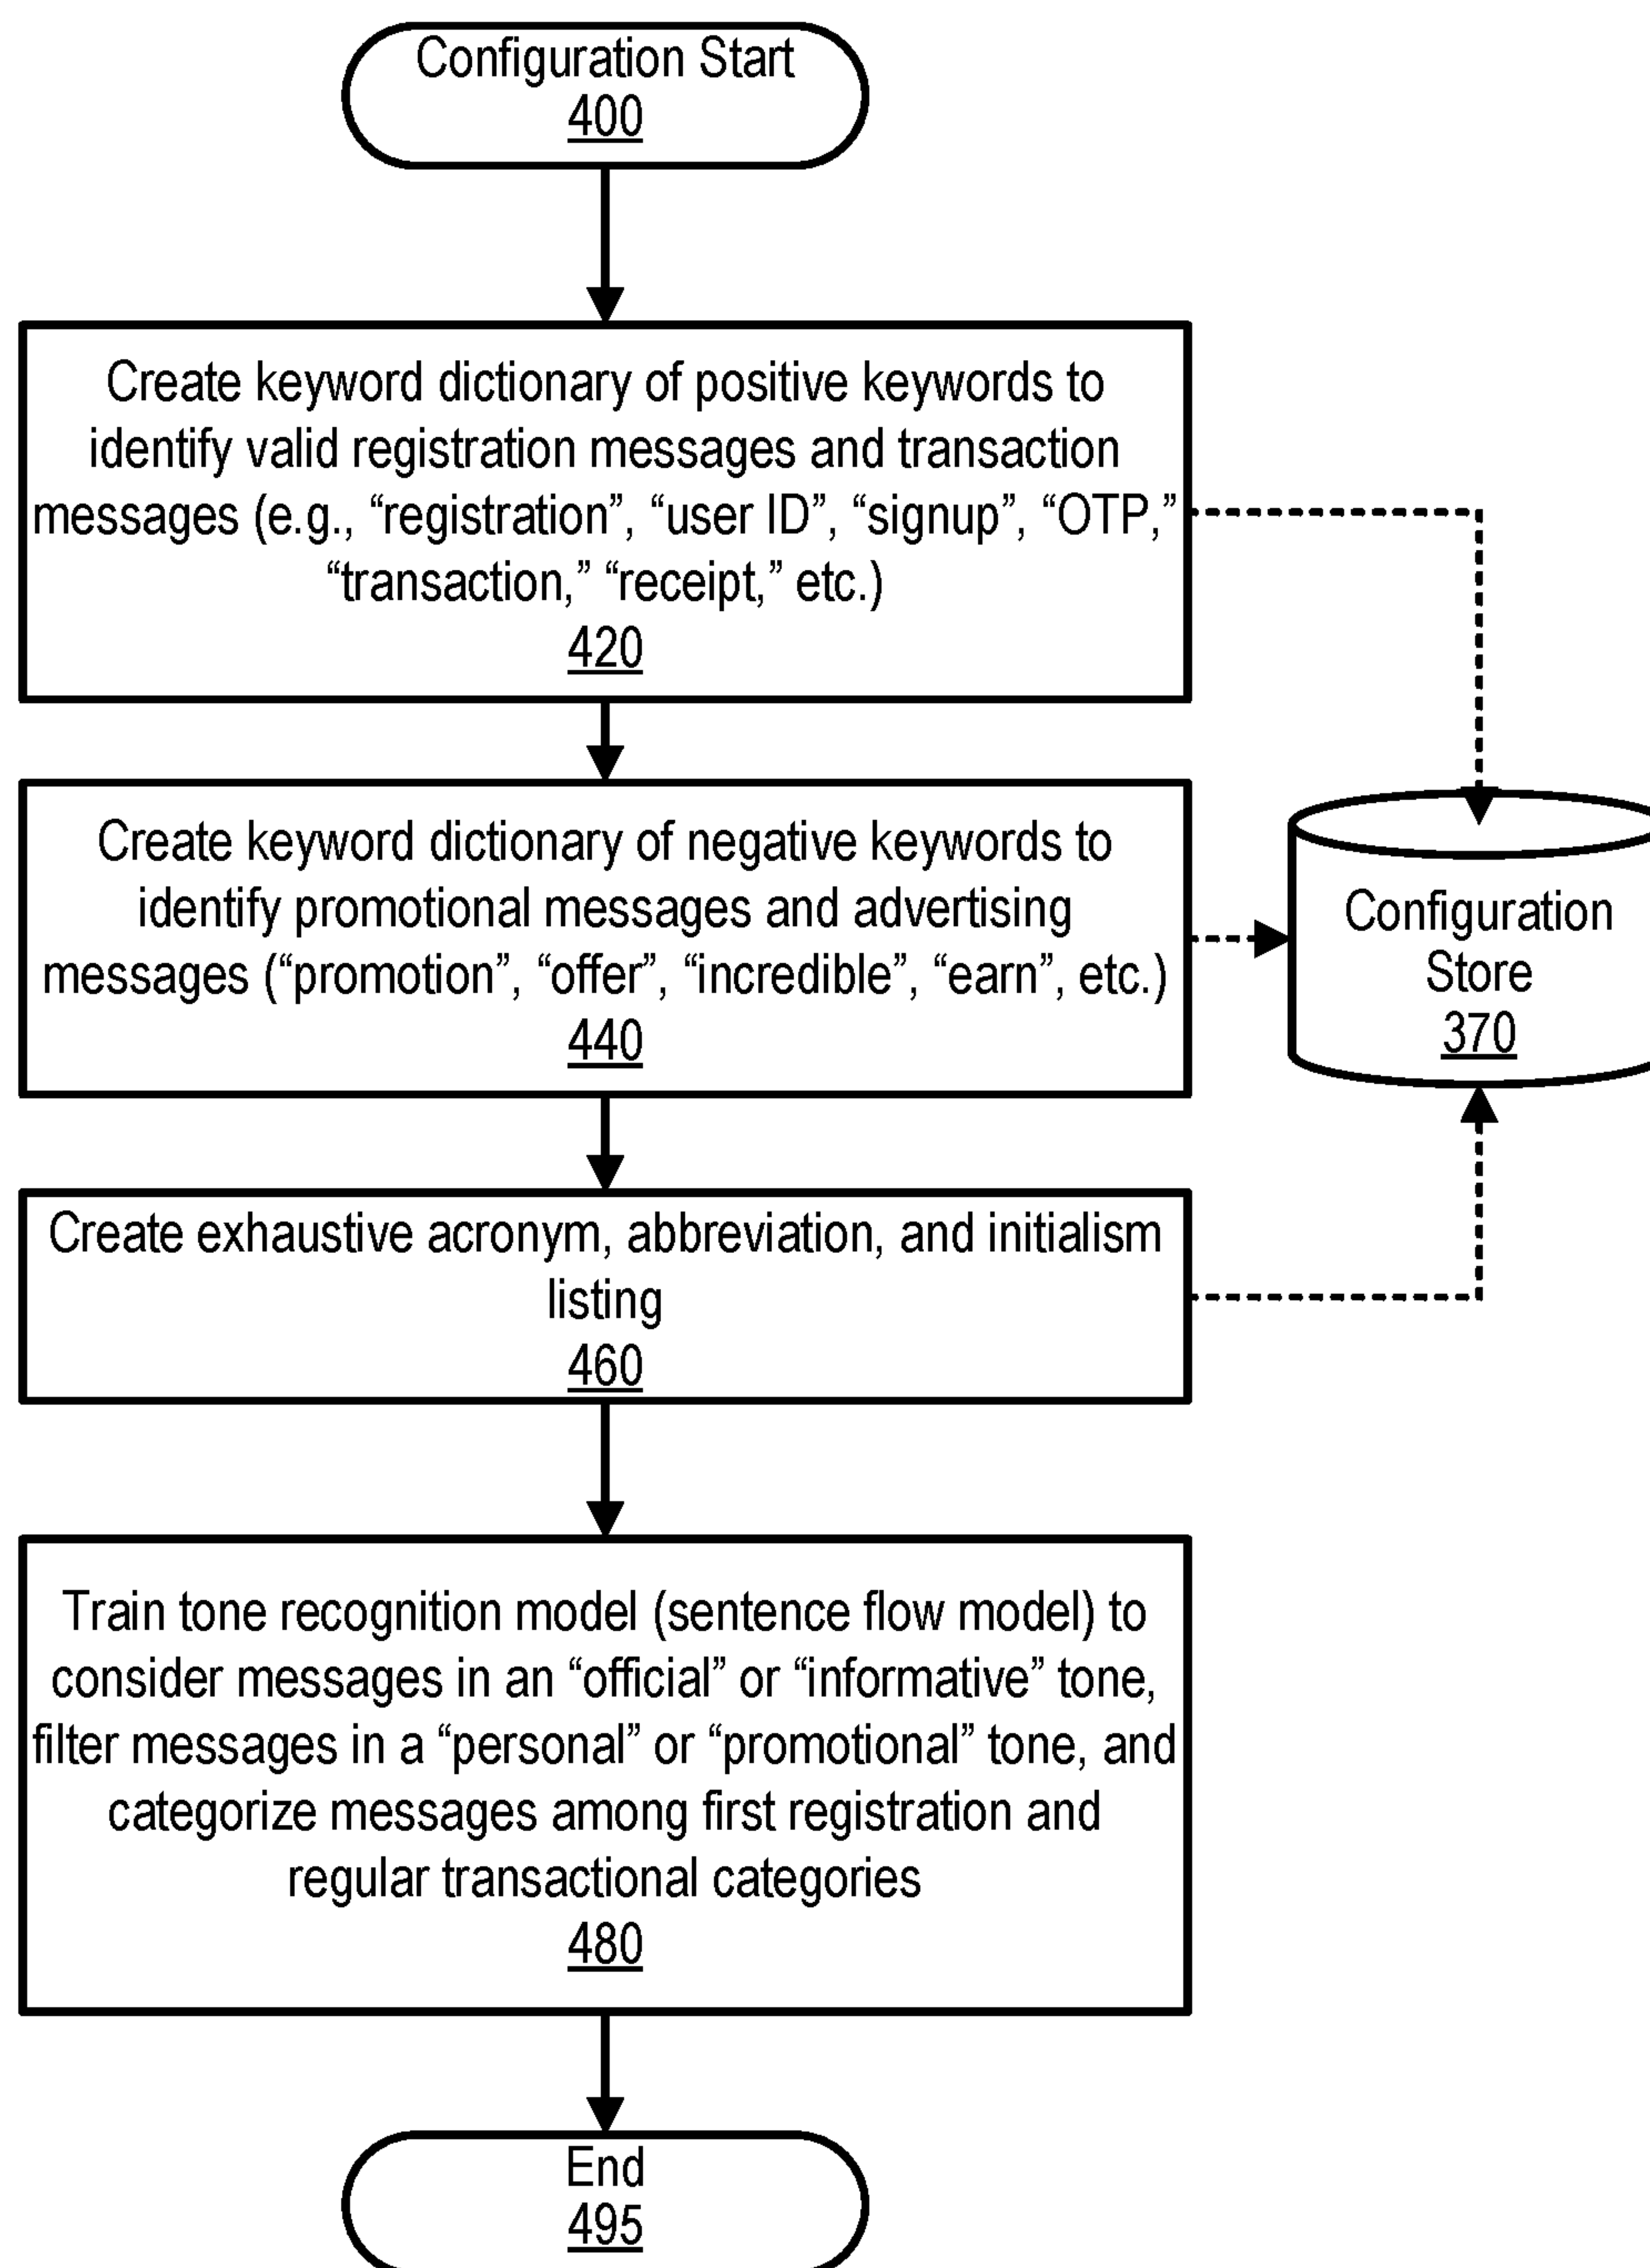 Configuration Start
400
Create keyword dictionary of positive keywords to
identify valid registration messages and transaction
messages (e.g., “registration”, “user ID”, “signup”, “OTP,”
“transaction,” “receipt,” etc.)
420
Create keyword dictionary of negative keywords to
identify promotional messages and advertising
messages (“promotion”, “offer”, “incredible”, “earn”, etc.)
440
Configuration
Store
370
Create exhaustive acronym, abbreviation, and initialism
listing
460
Train tone recognition model (sentence flow model) to
consider messages in an “official” or “informative” tone,
filter messages in a “personal” or “promotional” tone, and
categorize messages among first registration and
regular transactional categories
480
End
495